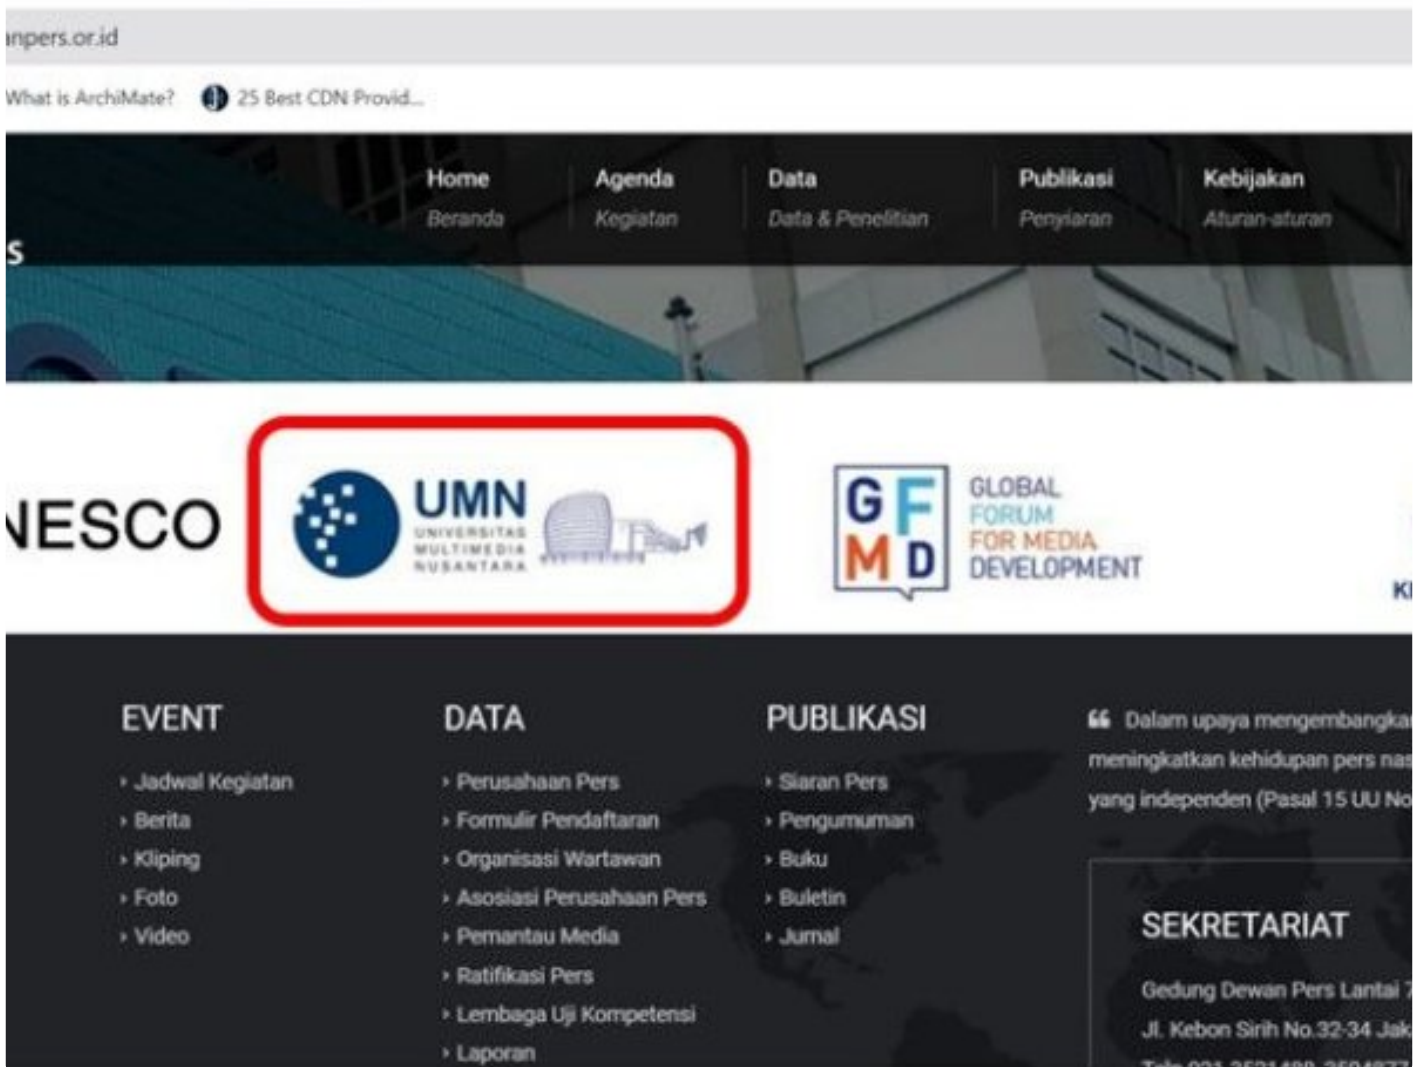 anpers.or.id
What is ArchiMate? 25 Best CDN Provid...
Home Agenda Data Publikasi Kebijakan
Beranda Kegiatan Data & Penelitian Penyiaran Aturan-aturan
s
NESCO
UMN
UNIVERSITAS
MULTIMEDIA
NUSANTARA
GF
MD
GLOBAL
FORUM
FOR MEDIA
DEVELOPMENT
EVENT
› Jadwal Kegiatan
› Berita
› Kliping
› Foto
› Video
DATA
› Perusahaan Pers
› Formulir Pendaftaran
› Organisasi Wartawan
› Asosiasi Perusahaan Pers
› Pemantau Media
› Ratifikasi Pers
› Lembaga Uji Kompetensi
› Laporan
PUBLIKASI
› Siaran Pers
› Pengumuman
› Buku
› Buletin
› Jurnal
Dalam upaya mengembangkan
meningkatkan kehidupan pers nas
yang independen (Pasal 15 UU No
SEKRETARIAT
Gedung Dewan Pers Lantai 7
Jl. Kebon Sirih No.32-34 Jak